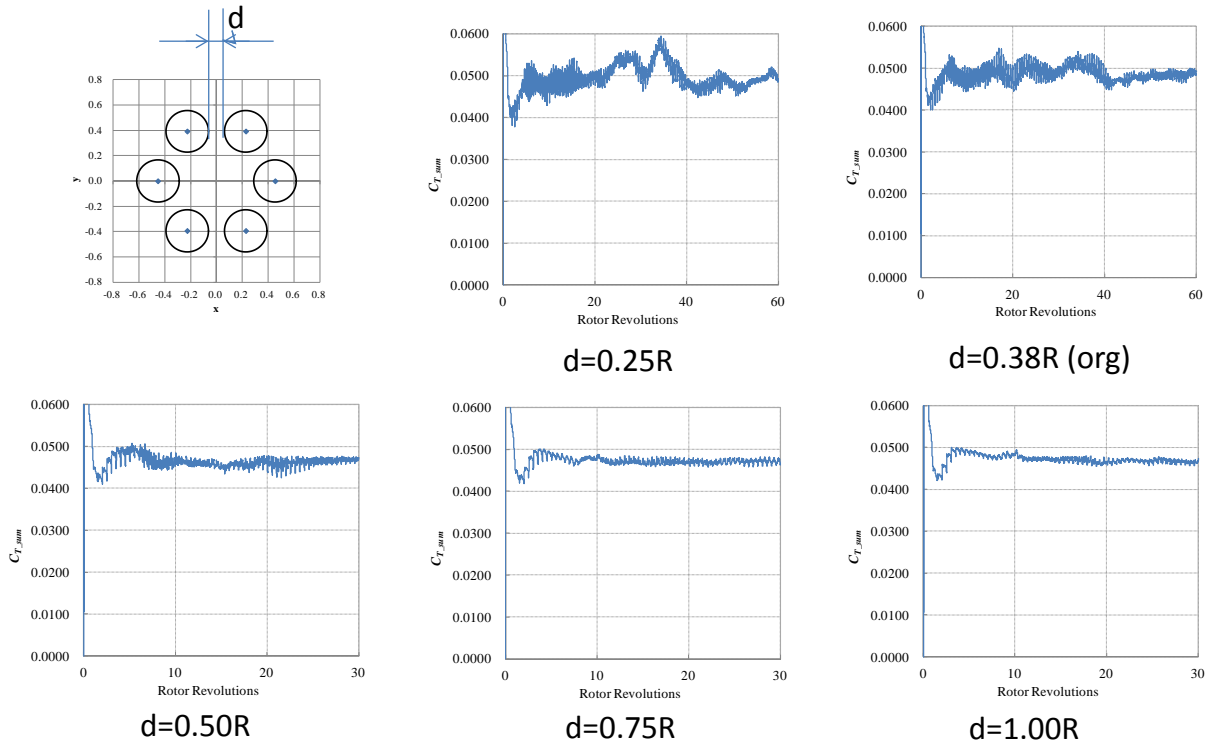 d
0.8
0.6
0.4
0.2
0.0
-0.2
-0.4
-0.6
-0.8
y
-0.8 -0.6 -0.4 -0.2 0.0 0.2 0.4 0.6 0.8
x
0.0600
0.0500
0.0400
0.0300
0.0200
0.0100
0.0000
C_T_sum
0 20 40 60
Rotor Revolutions
d=0.25R
0.0600
0.0500
0.0400
0.0300
0.0200
0.0100
0.0000
C_T_sum
0 20 40 60
Rotor Revolutions
d=0.38R (org)
0.0600
0.0500
0.0400
0.0300
0.0200
0.0100
0.0000
C_T_sum
0 10 20 30
Rotor Revolutions
d=0.50R
0.0600
0.0500
0.0400
0.0300
0.0200
0.0100
0.0000
C_T_sum
0 10 20 30
Rotor Revolutions
d=0.75R
0.0600
0.0500
0.0400
0.0300
0.0200
0.0100
0.0000
C_T_sum
0 10 20 30
Rotor Revolutions
d=1.00R